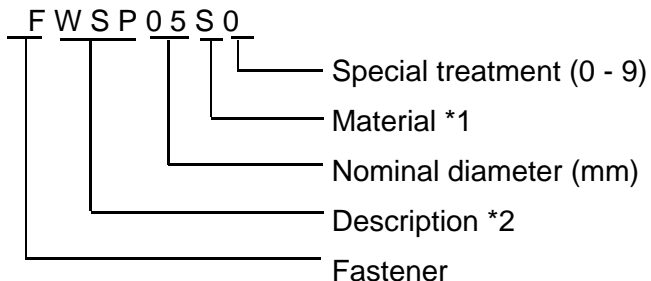 F W S P 0 5 S 0
Special treatment (0 - 9)
Material *1
Nominal diameter (mm)
Description *2
Fastener